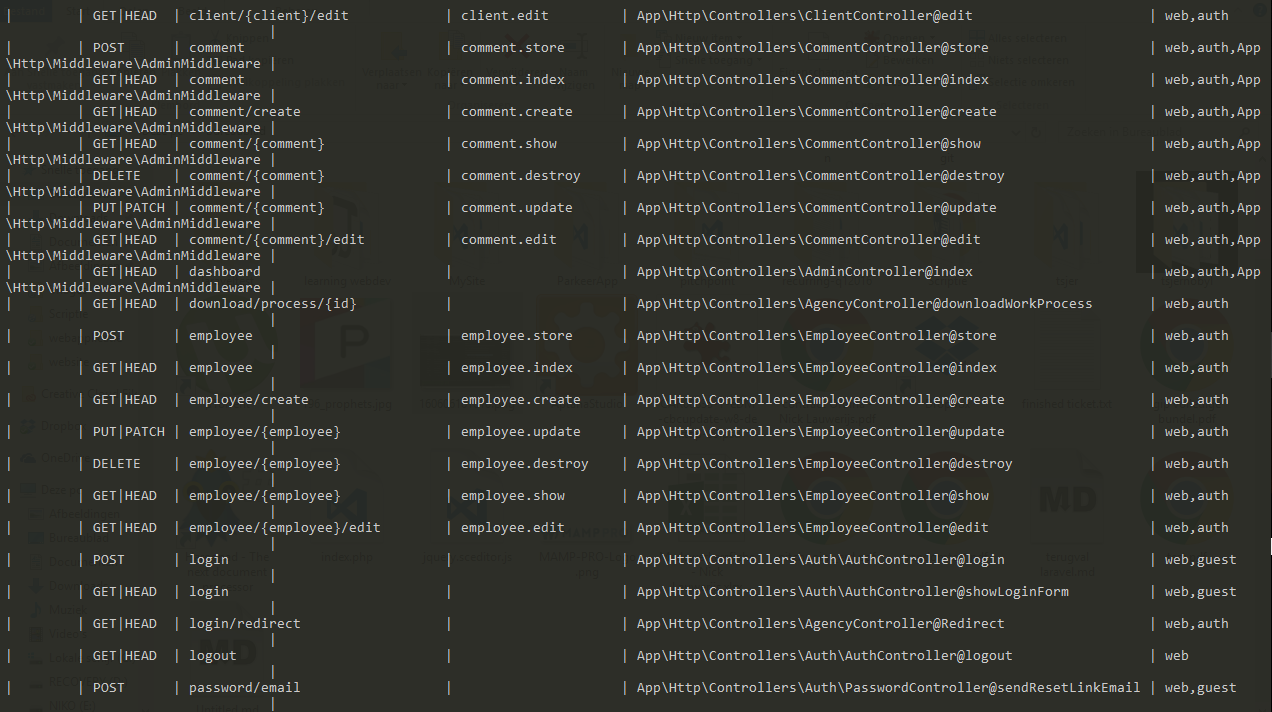 |        | GET|HEAD  | client/{client}/edit            | client.edit         | App\Http\Controllers\ClientController@edit                      | web,auth
                                 |
|        | POST      | comment                         | comment.store       | App\Http\Controllers\CommentController@store                    | web,auth,App
\Http\Middleware\AdminMiddleware |
|        | GET|HEAD  | comment                         | comment.index       | App\Http\Controllers\CommentController@index                    | web,auth,App
\Http\Middleware\AdminMiddleware |
|        | GET|HEAD  | comment/create                  | comment.create      | App\Http\Controllers\CommentController@create                   | web,auth,App
\Http\Middleware\AdminMiddleware |
|        | GET|HEAD  | comment/{comment}               | comment.show        | App\Http\Controllers\CommentController@show                     | web,auth,App
\Http\Middleware\AdminMiddleware |
|        | DELETE    | comment/{comment}               | comment.destroy     | App\Http\Controllers\CommentController@destroy                  | web,auth,App
\Http\Middleware\AdminMiddleware |
|        | PUT|PATCH | comment/{comment}               | comment.update      | App\Http\Controllers\CommentController@update                   | web,auth,App
\Http\Middleware\AdminMiddleware |
|        | GET|HEAD  | comment/{comment}/edit          | comment.edit        | App\Http\Controllers\CommentController@edit                     | web,auth,App
\Http\Middleware\AdminMiddleware |
|        | GET|HEAD  | dashboard                       |                     | App\Http\Controllers\AdminController@index                      | web,auth,App
\Http\Middleware\AdminMiddleware |
|        | GET|HEAD  | download/process/{id}           |                     | App\Http\Controllers\AgencyController@downloadWorkProcess       | web,auth
                                 |
|        | POST      | employee                        | employee.store      | App\Http\Controllers\EmployeeController@store                   | web,auth
                                 |
|        | GET|HEAD  | employee                        | employee.index      | App\Http\Controllers\EmployeeController@index                   | web,auth
                                 |
|        | GET|HEAD  | employee/create                 | employee.create     | App\Http\Controllers\EmployeeController@create                  | web,auth
                                 |
|        | PUT|PATCH | employee/{employee}             | employee.update     | App\Http\Controllers\EmployeeController@update                  | web,auth
                                 |
|        | DELETE    | employee/{employee}             | employee.destroy    | App\Http\Controllers\EmployeeController@destroy                 | web,auth
                                 |
|        | GET|HEAD  | employee/{employee}             | employee.show       | App\Http\Controllers\EmployeeController@show                    | web,auth
                                 |
|        | GET|HEAD  | employee/{employee}/edit        | employee.edit       | App\Http\Controllers\EmployeeController@edit                    | web,auth
                                 |
|        | POST      | login                           |                     | App\Http\Controllers\Auth\AuthController@login                  | web,guest
                                 |
|        | GET|HEAD  | login                           |                     | App\Http\Controllers\Auth\AuthController@showLoginForm          | web,guest
                                 |
|        | GET|HEAD  | login/redirect                  |                     | App\Http\Controllers\AgencyController@Redirect                  | web,auth
                                 |
|        | GET|HEAD  | logout                          |                     | App\Http\Controllers\Auth\AuthController@logout                 | web
                                 |
|        | POST      | password/email                  |                     | App\Http\Controllers\Auth\PasswordController@sendResetLinkEmail | web,guest
                                 |